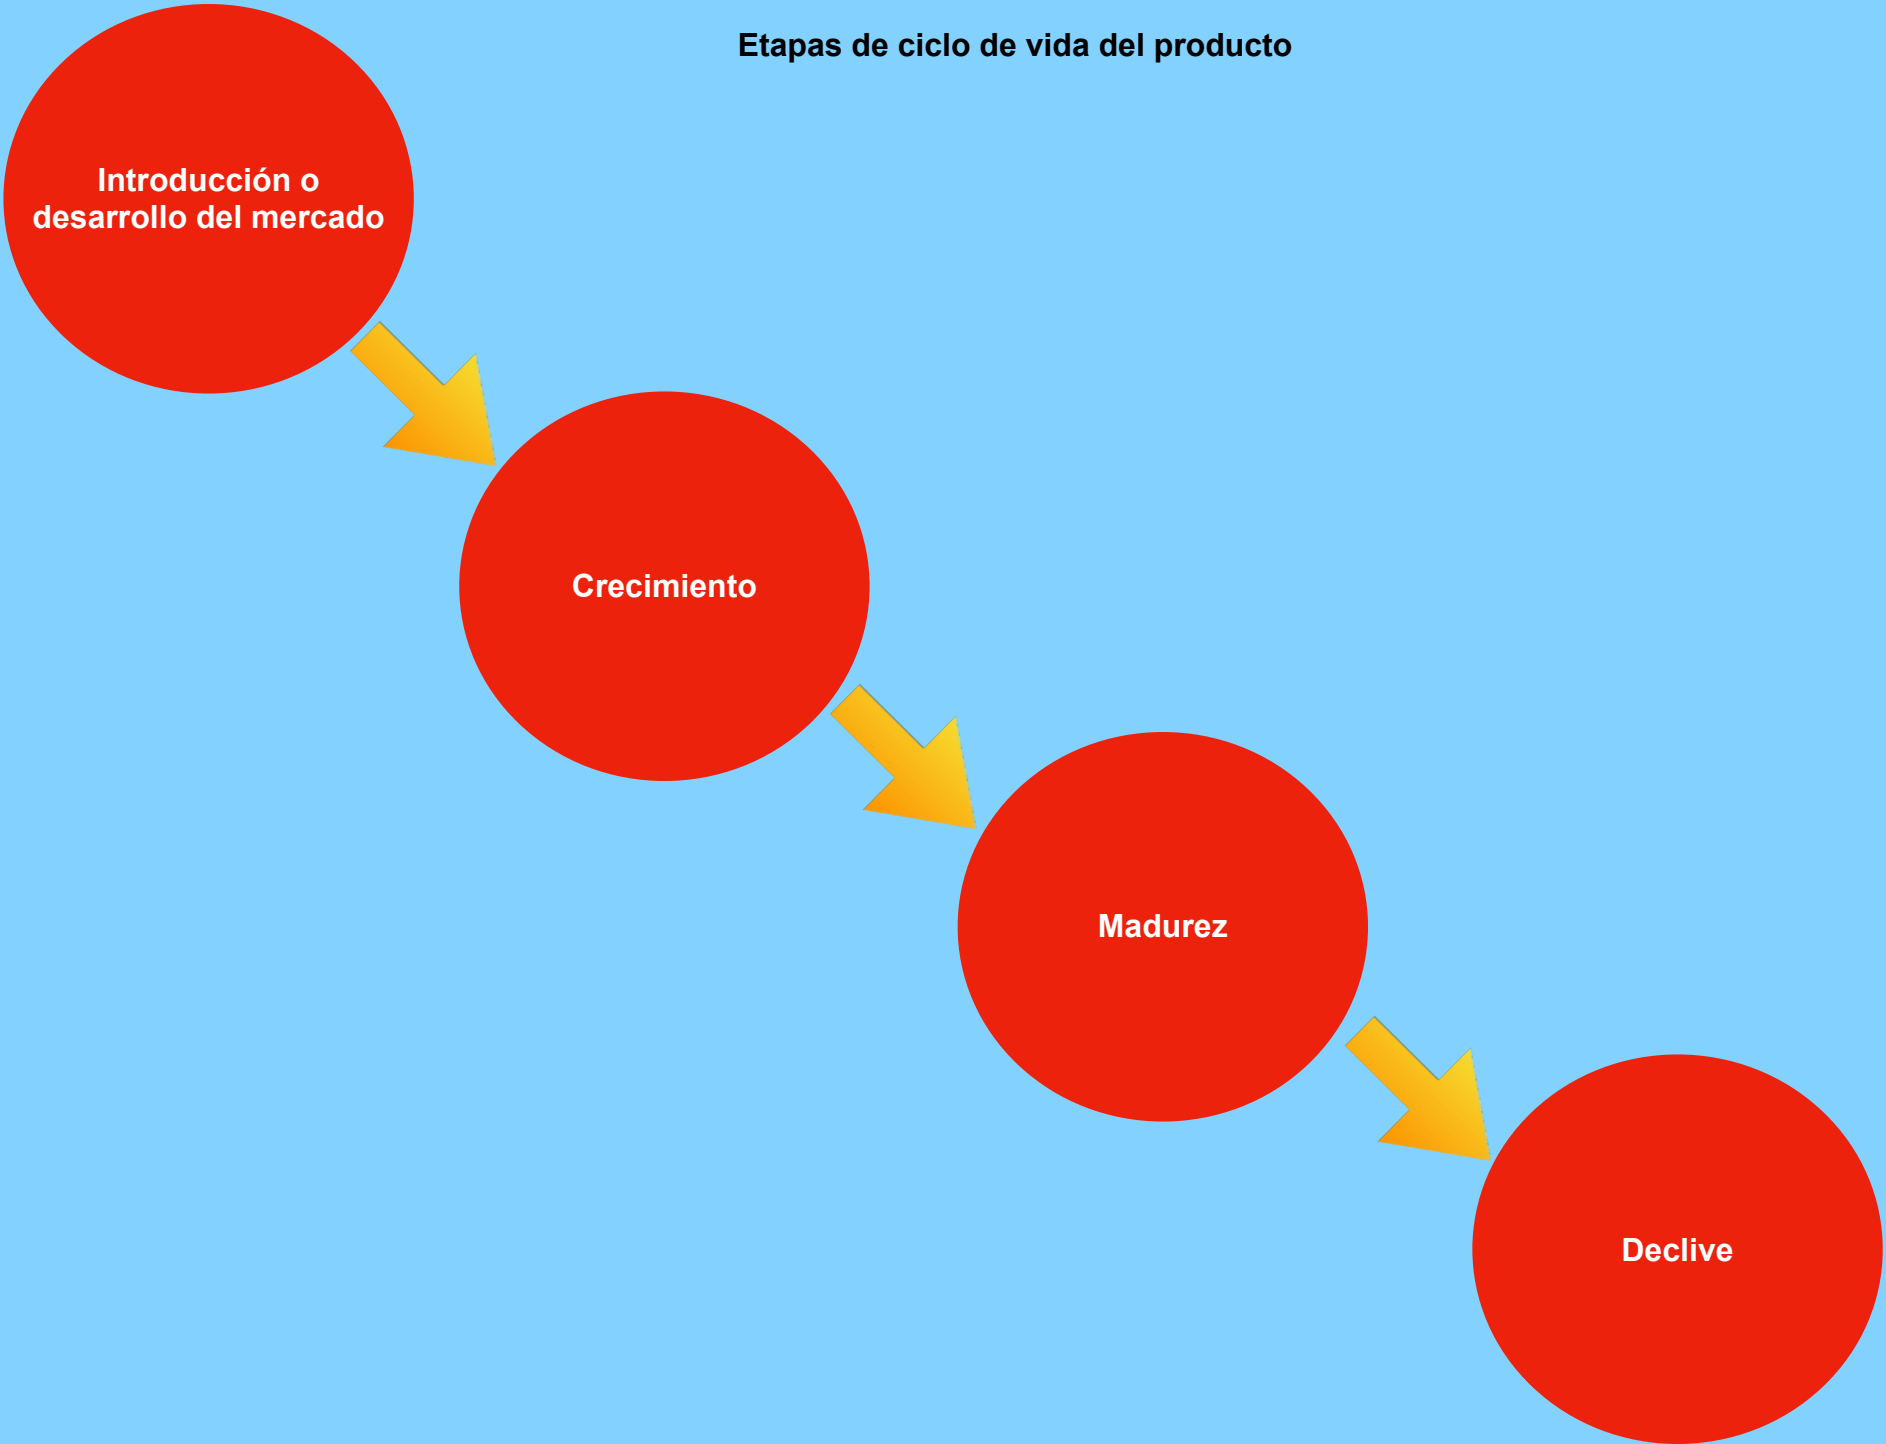 Etapas de ciclo de vida del producto
Introducción o
desarrollo del mercado
Crecimiento
Madurez
Declive